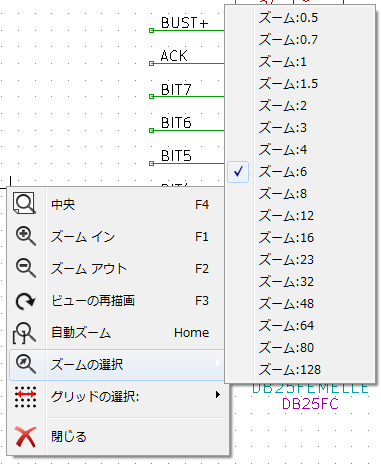 BUST+
ACK
BIT7
BIT6
BIT5
中央 F4
ズーム イン F1
ズーム アウト F2
ビューの再描画 F3
自動ズーム Home
ズームの選択
グリッドの選択:
閉じる
ズーム:0.5
ズーム:0.7
ズーム:1
ズーム:1.5
ズーム:2
ズーム:3
ズーム:4
ズーム:6
ズーム:8
ズーム:12
ズーム:16
ズーム:23
ズーム:32
ズーム:48
ズーム:64
ズーム:80
ズーム:128
DB25FEMELLE
DB25FC